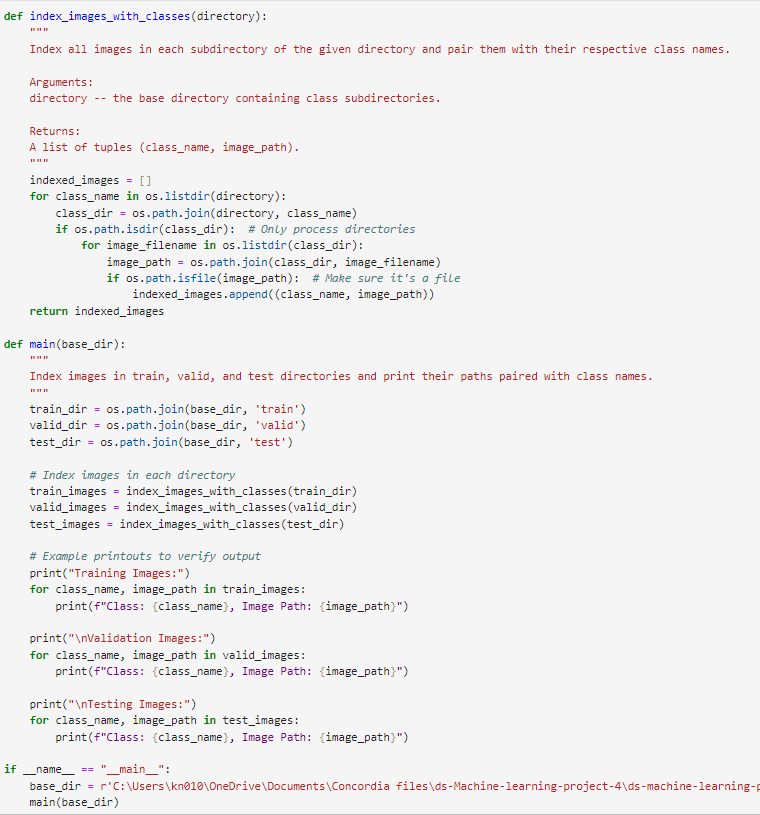 def index_images_with_classes(directory):
    """
    Index all images in each subdirectory of the given directory and pair them with their respective class names.

    Arguments:
    directory -- the base directory containing class subdirectories.

    Returns:
    A list of tuples (class_name, image_path).
    """
    indexed_images = []
    for class_name in os.listdir(directory):
        class_dir = os.path.join(directory, class_name)
        if os.path.isdir(class_dir):  # Only process directories
            for image_filename in os.listdir(class_dir):
                image_path = os.path.join(class_dir, image_filename)
                if os.path.isfile(image_path):  # Make sure it's a file
                    indexed_images.append((class_name, image_path))
    return indexed_images

def main(base_dir):
    """
    Index images in train, valid, and test directories and print their paths paired with class names.
    """
    train_dir = os.path.join(base_dir, 'train')
    valid_dir = os.path.join(base_dir, 'valid')
    test_dir = os.path.join(base_dir, 'test')

    # Index images in each directory
    train_images = index_images_with_classes(train_dir)
    valid_images = index_images_with_classes(valid_dir)
    test_images = index_images_with_classes(test_dir)

    # Example printouts to verify output
    print("Training Images:")
    for class_name, image_path in train_images:
        print(f"Class: {class_name}, Image Path: {image_path}")

    print("\nValidation Images:")
    for class_name, image_path in valid_images:
        print(f"Class: {class_name}, Image Path: {image_path}")

    print("\nTesting Images:")
    for class_name, image_path in test_images:
        print(f"Class: {class_name}, Image Path: {image_path}")

if __name__ == "__main__":
    base_dir = r'C:\Users\kn010\OneDrive\Documents\Concordia files\ds-Machine-learning-project-4\ds-machine-learning-p
    main(base_dir)